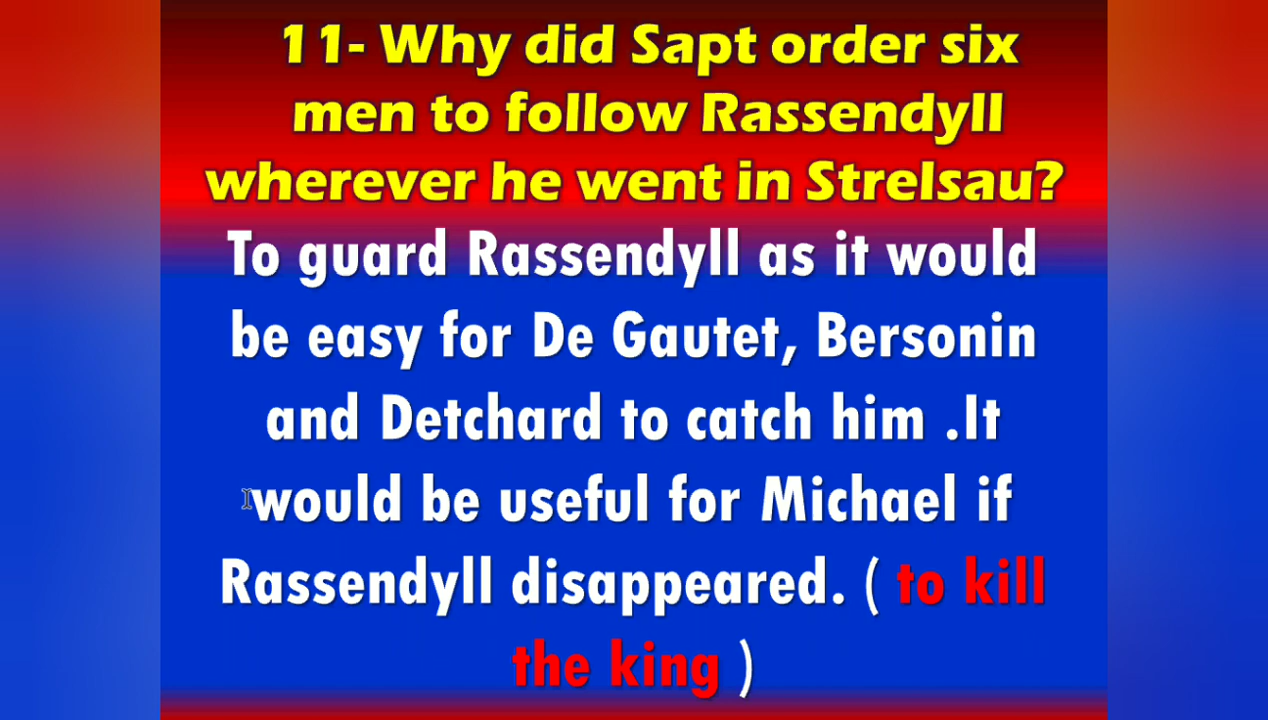 11- Why did Sapt order six
men to follow Rassendyll
wherever he went in Strelsau?
To guard Rassendyll as it would
be easy for De Gautet, Bersonin
and Detchard to catch him .It
would be useful for Michael if
Rassendyll disappeared. ( to kill
the king )